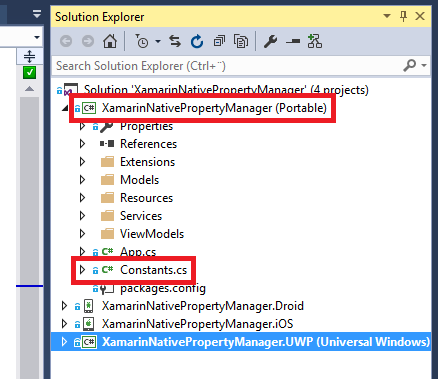 Solution Explorer
Search Solution Explorer (Ctrl+¨)
Solution 'XamarinNativePropertyManager' (4 projects)
C# XamarinNativePropertyManager (Portable)
Properties
References
Extensions
Models
Resources
Services
ViewModels
C# App.cs
C# Constants.cs
packages.config
XamarinNativePropertyManager.Droid
XamarinNativePropertyManager.iOS
C# XamarinNativePropertyManager.UWP (Universal Windows)